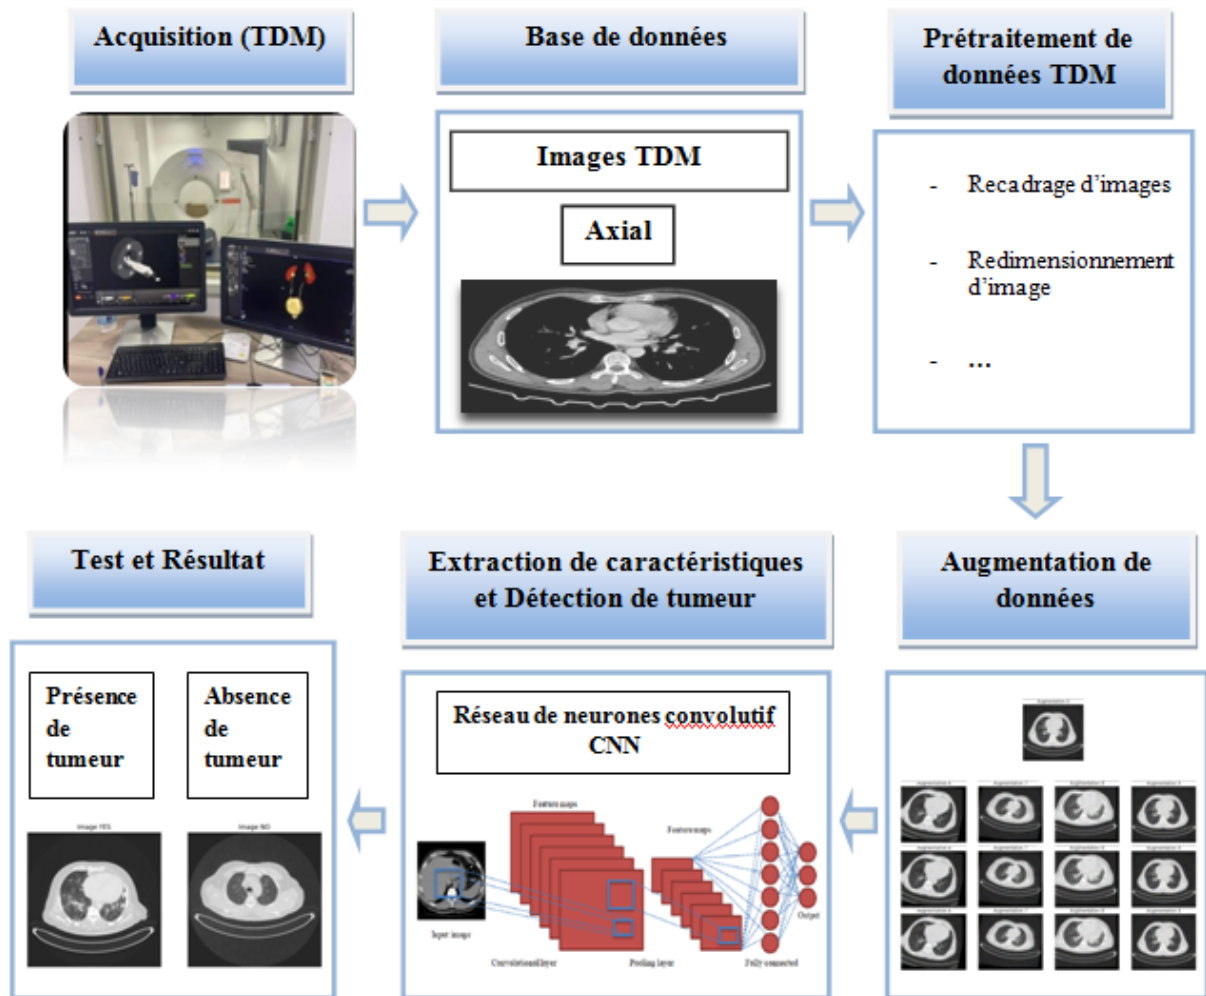 Acquisition (TDM)
Base de données
Prétraitement de
données TDM
Images TDM
Axial
- Recadrage d'images
- Redimensionnement
d'image
- ...
Augmentation de
données
Extraction de caractéristiques
et Détection de tumeur
Réseau de neurones convolutif
CNN
Feature maps
Feature maps
Input image
Convolutional layer
Pooling layer
Fully connected
Output
Test et Résultat
Présence
de
tumeur
Absence
de
tumeur
Image YES
Image NO